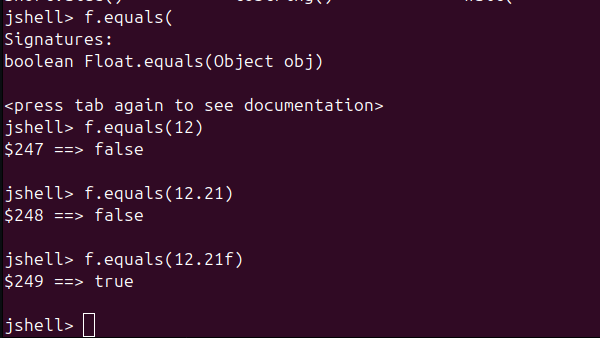 jshell> f.equals(
Signatures:
boolean Float.equals(Object obj)
<press tab again to see documentation>
jshell> f.equals(12)
$247 ==> false
jshell> f.equals(12.21)
$248 ==> false
jshell> f.equals(12.21f)
$249 ==> true
jshell>